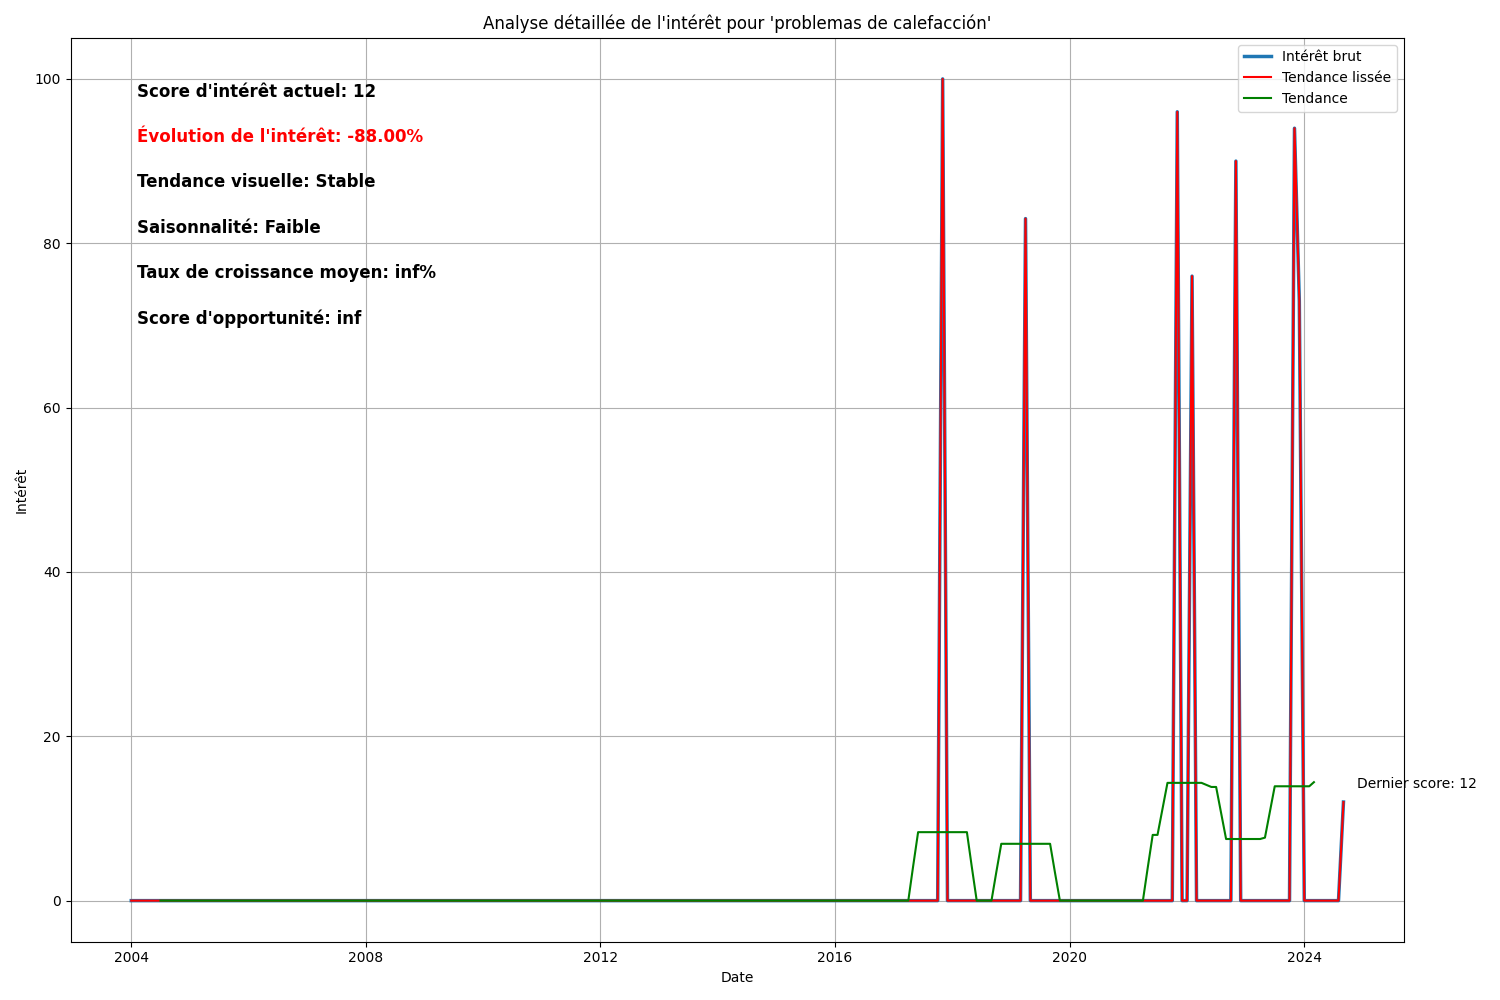 Analyse détaillée de l'intérêt pour 'problemas de calefacción'
Intérêt brut
Tendance lissée
Tendance
Score d'intérêt actuel: 12
Évolution de l'intérêt: -88.00%
Tendance visuelle: Stable
Saisonnalité: Faible
Taux de croissance moyen: inf%
Score d'opportunité: inf
100
80
60
40
20
0
Intérêt
Dernier score: 12
2004
2008
2012
2016
2020
2024
Date